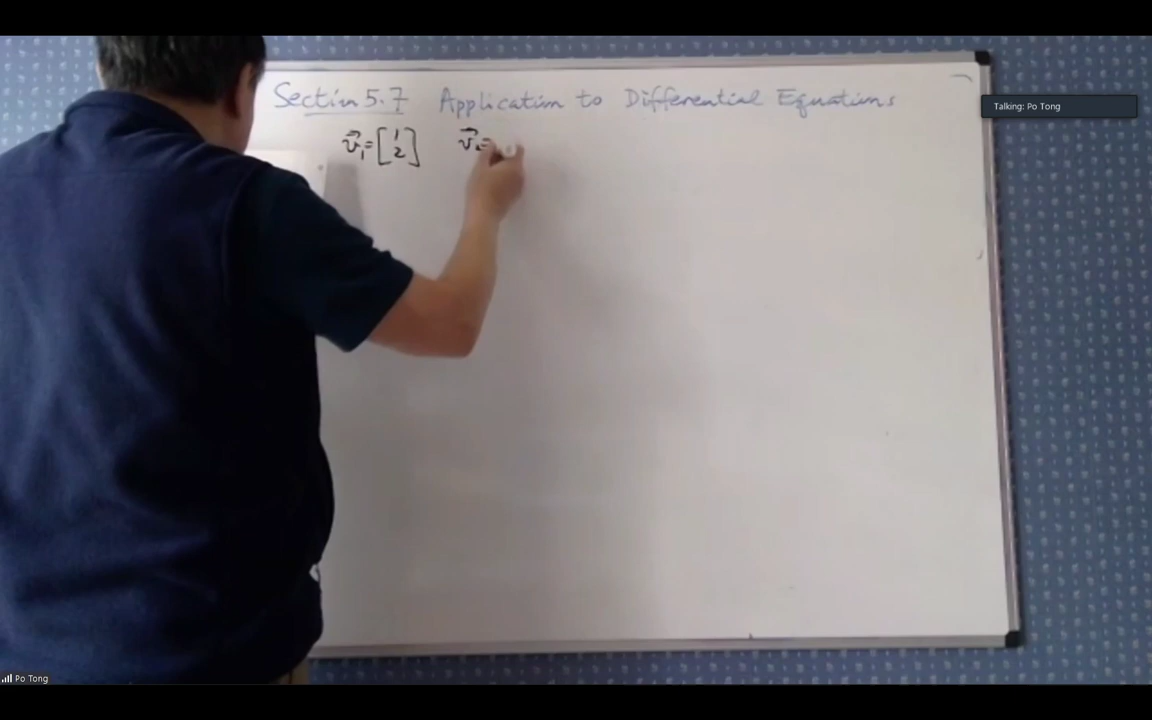 Section 5.7 Application to Differential Equations
v⃗₁ = [1 2] v⃗₂ =
Talking: Po Tong
Po Tong